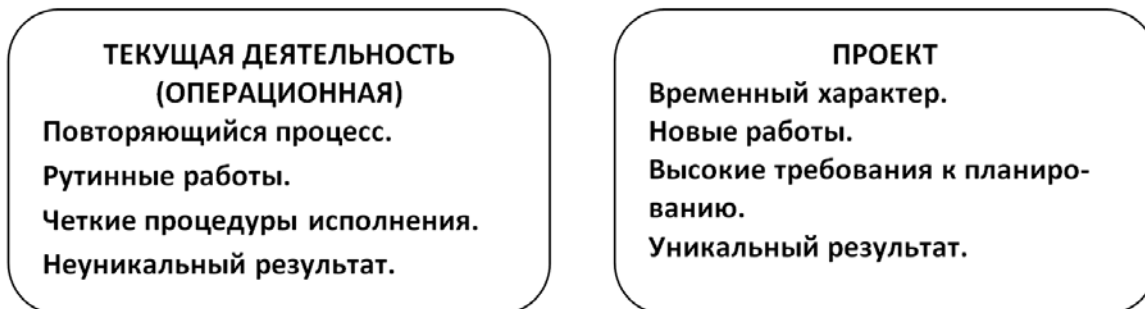 ТЕКУЩАЯ ДЕЯТЕЛЬНОСТЬ
(ОПЕРАЦИОННАЯ)
Повторяющийся процесс.
Рутинные работы.
Четкие процедуры исполнения.
Неуникальный результат.
ПРОЕКТ
Временный характер.
Новые работы.
Высокие требования к планиро-
ванию.
Уникальный результат.